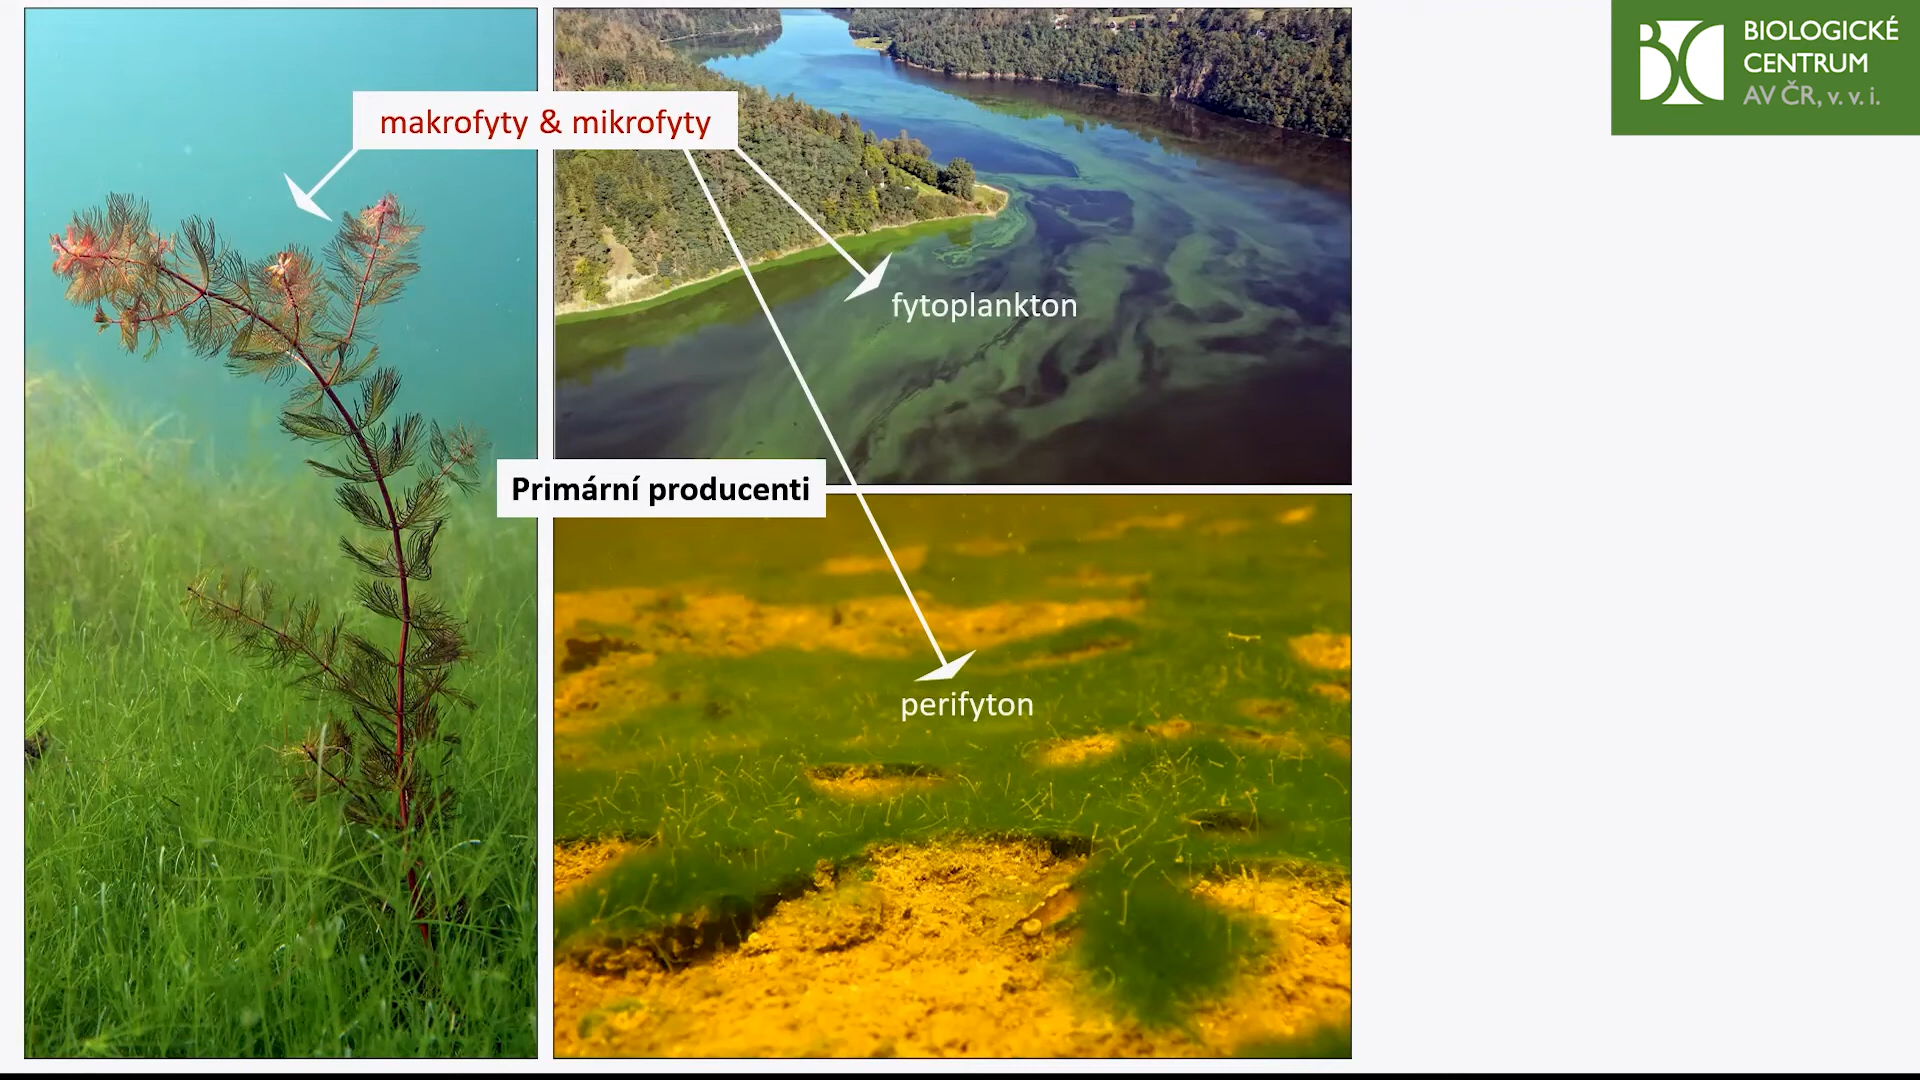 BIOLOGICKÉ
CENTRUM
AV ČR, v. v. i.
makrofyty & mikrofyty
fytoplankton
Primární producenti
perifyton